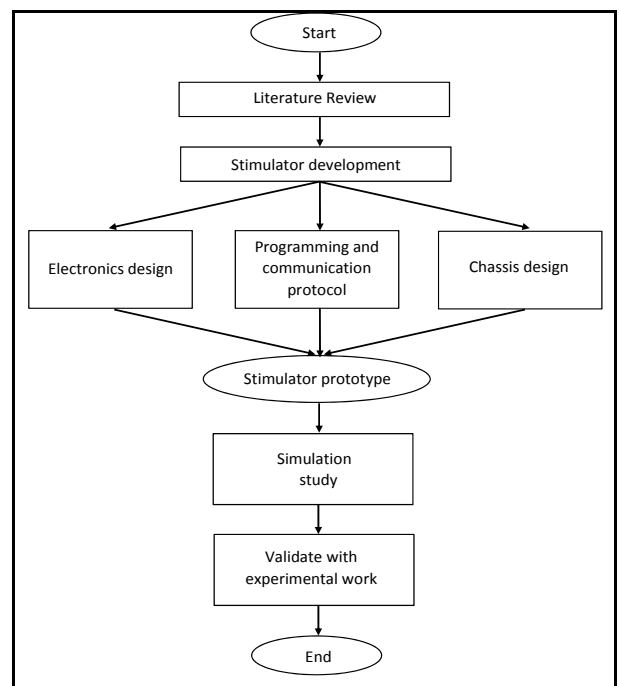 Start
Literature Review
Stimulator development
Electronics design
Programming and
communication
protocol
Chassis design
Stimulator prototype
Simulation
study
Validate with
experimental work
End